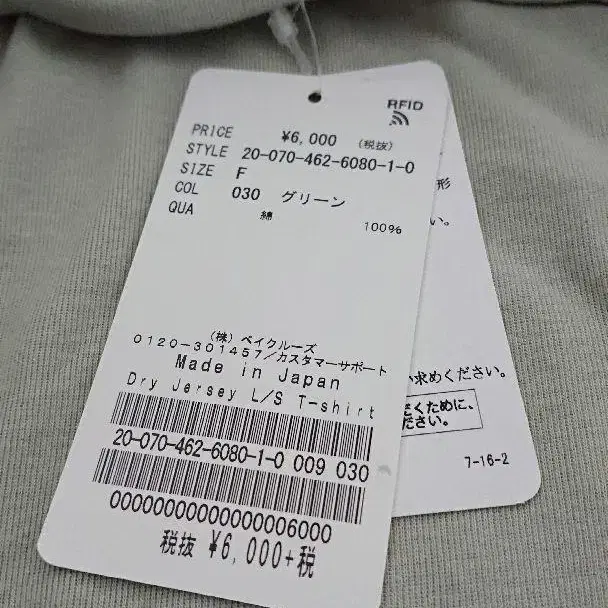 RFID
PRICE ¥6,000 (税抜)
STYLE 20-070-462-6080-1-0
SIZE F
COL 030 グリーン
QUA 綿 100%
(株) ベイクルーズ
0120-301457/カスタマーサポート
Made in Japan
Dry Jersey L/S T-shirt
20-070-462-6080-1-0 009 030
00000000000000006000
税抜 ¥6,000+税
形
い。
求めください。
だくために、
ださい。
7-16-2